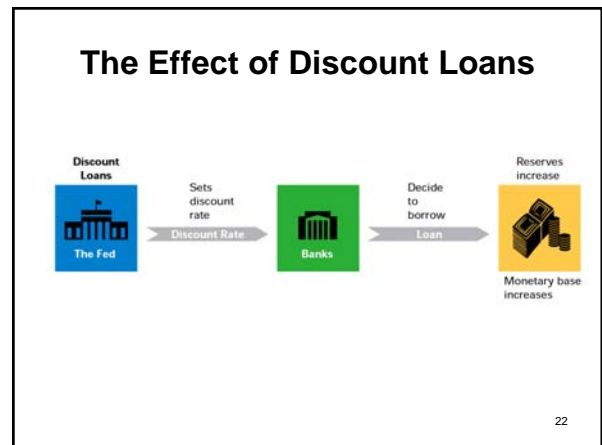 The Effect of Discount Loans
Discount
Loans
The Fed
Sets
discount
rate
Discount Rate
Banks
Decide
to
borrow
Loan
Reserves
increase
Monetary base
increases
22